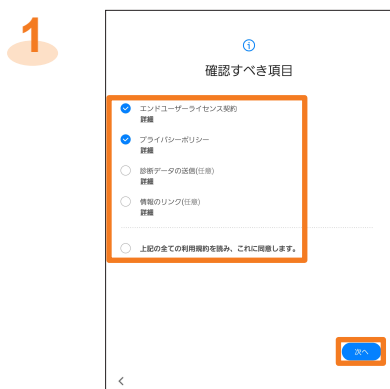 1
確認すべき項目
エンドユーザーライセンス契約
詳細
プライバシーポリシー
詳細
診断データの送信(任意)
詳細
情報のリンク(任意)
詳細
上記の全ての利用規約を読み、これに同意します。
次へ